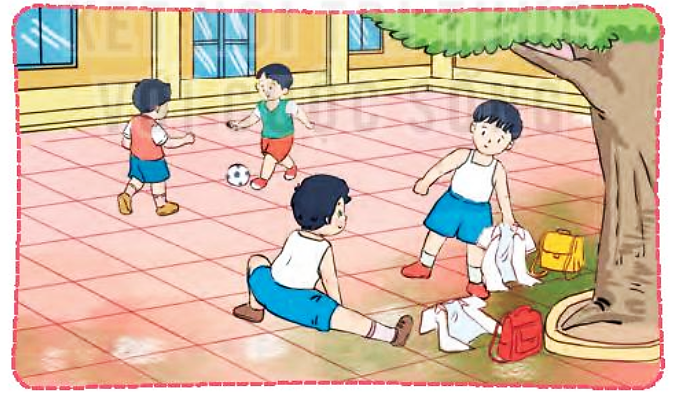 KẾT NỐI TRI THỨC
VỚI CUỘC SỐNG